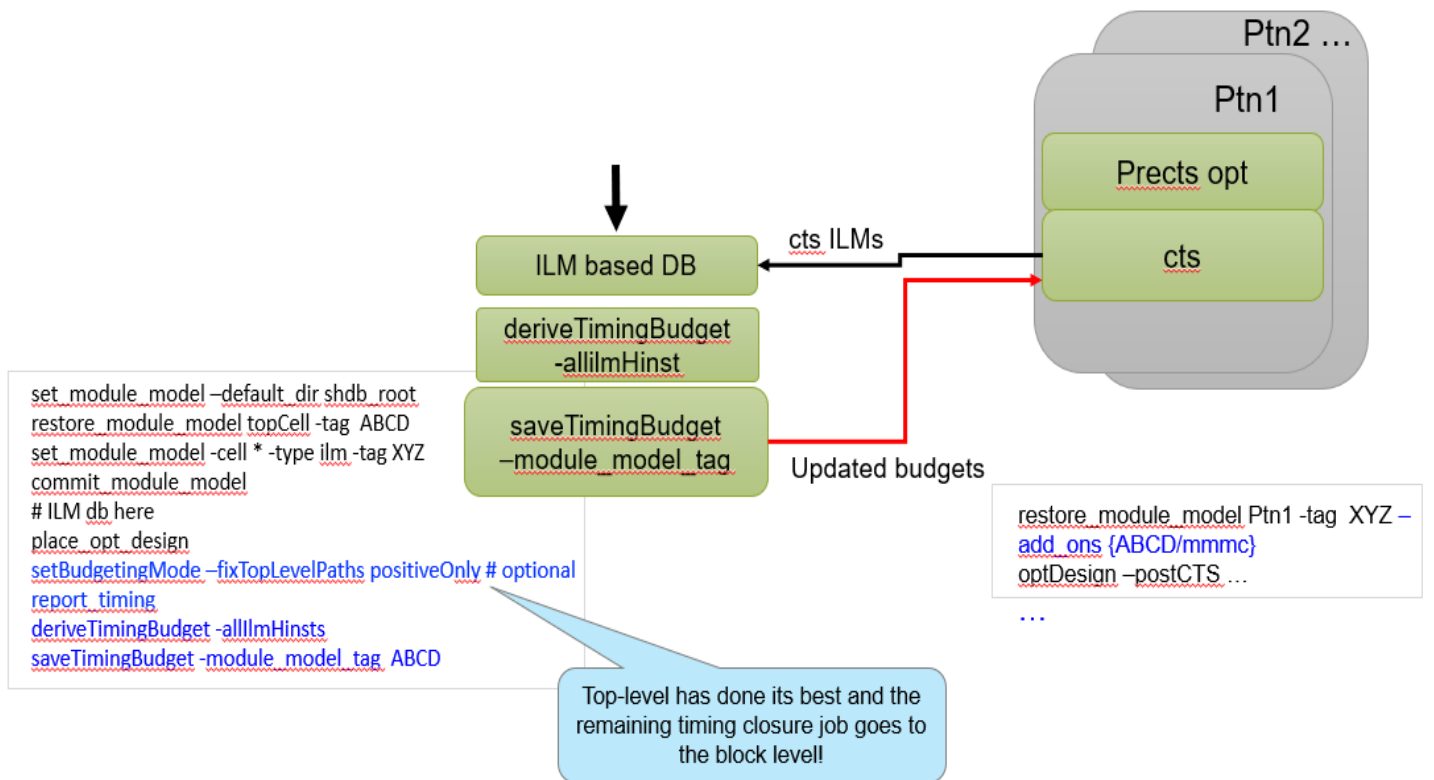 Ptn2 ...
Ptn1
Prects opt
cts
cts ILMs
ILM based DB
deriveTimingBudget
-allilmHinst
saveTimingBudget
–module_model_tag
Updated budgets
set_module_model –default_dir shdb_root
restore_module_model topCell -tag ABCD
set_module_model -cell * -type ilm -tag XYZ
commit_module_model
# ILM db here
place_opt_design
setBudgetingMode –fixTopLevelPaths positiveOnly # optional
report_timing
deriveTimingBudget -allIlmHinsts
saveTimingBudget -module_model_tag ABCD
restore_module_model Ptn1 -tag XYZ –
add_ons {ABCD/mmmc}
optDesign –postCTS ...
...
Top-level has done its best and the
remaining timing closure job goes to
the block level!